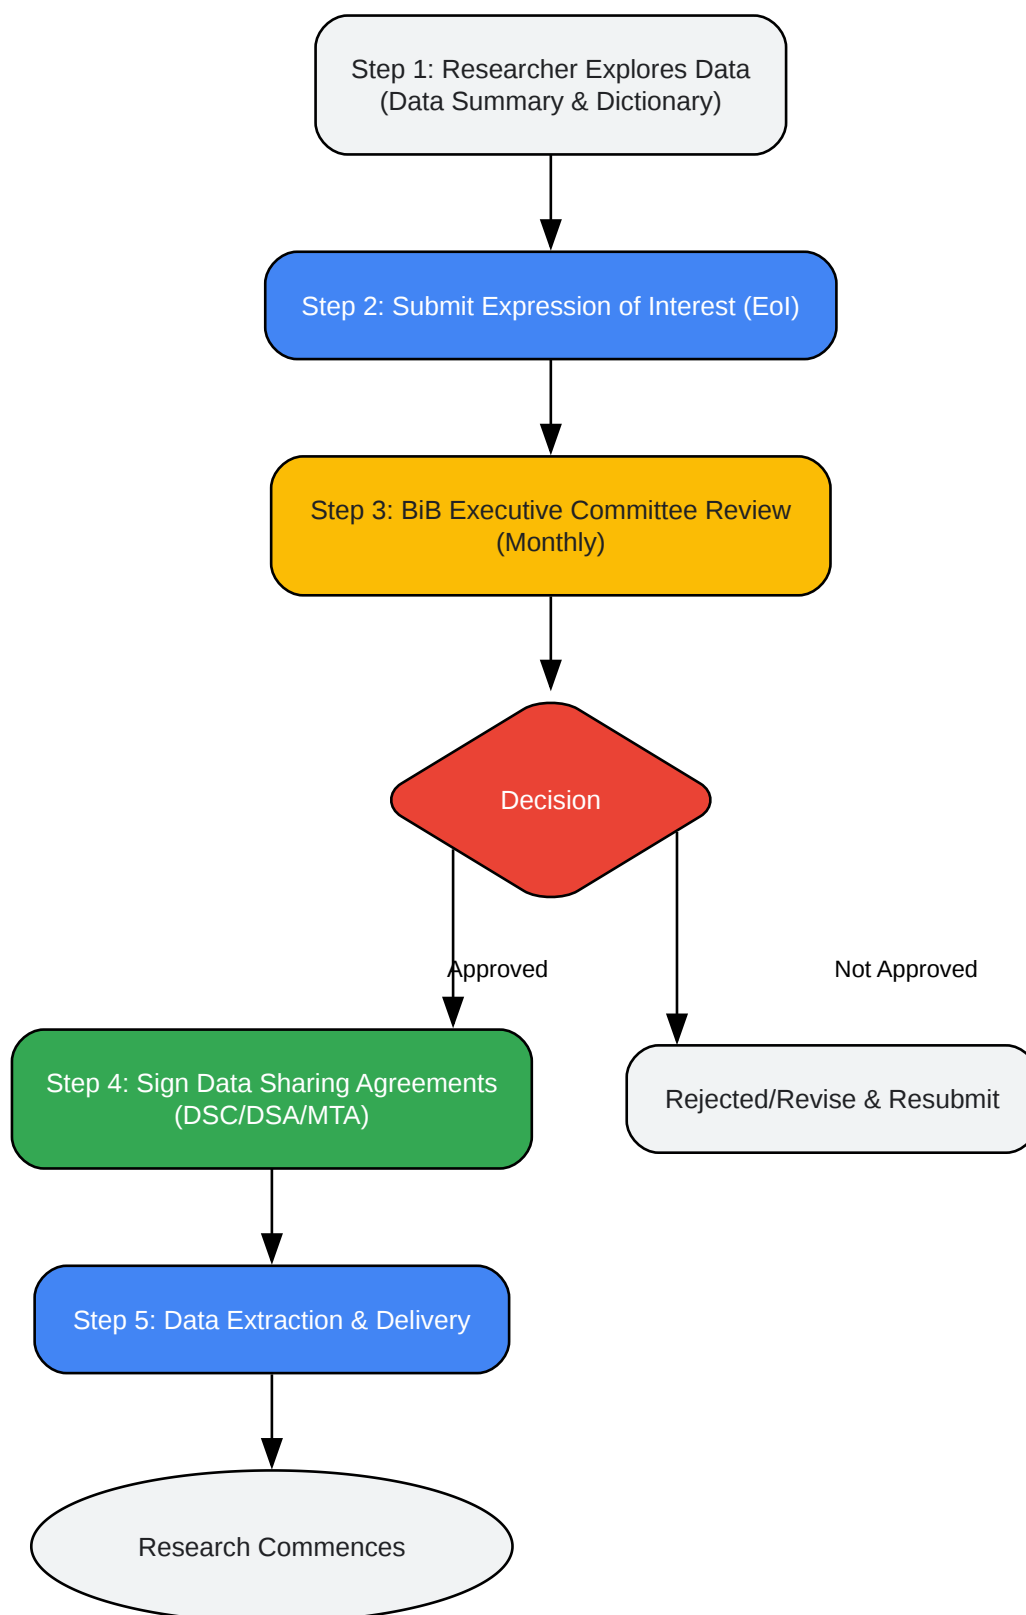 Step 1: Researcher Explores Data
(Data Summary & Dictionary)
Step 2: Submit Expression of Interest (EoI)
Step 3: BiB Executive Committee Review
(Monthly)
Decision
Approved
Not Approved
Step 4: Sign Data Sharing Agreements
(DSC/DSA/MTA)
Rejected/Revise & Resubmit
Step 5: Data Extraction & Delivery
Research Commences